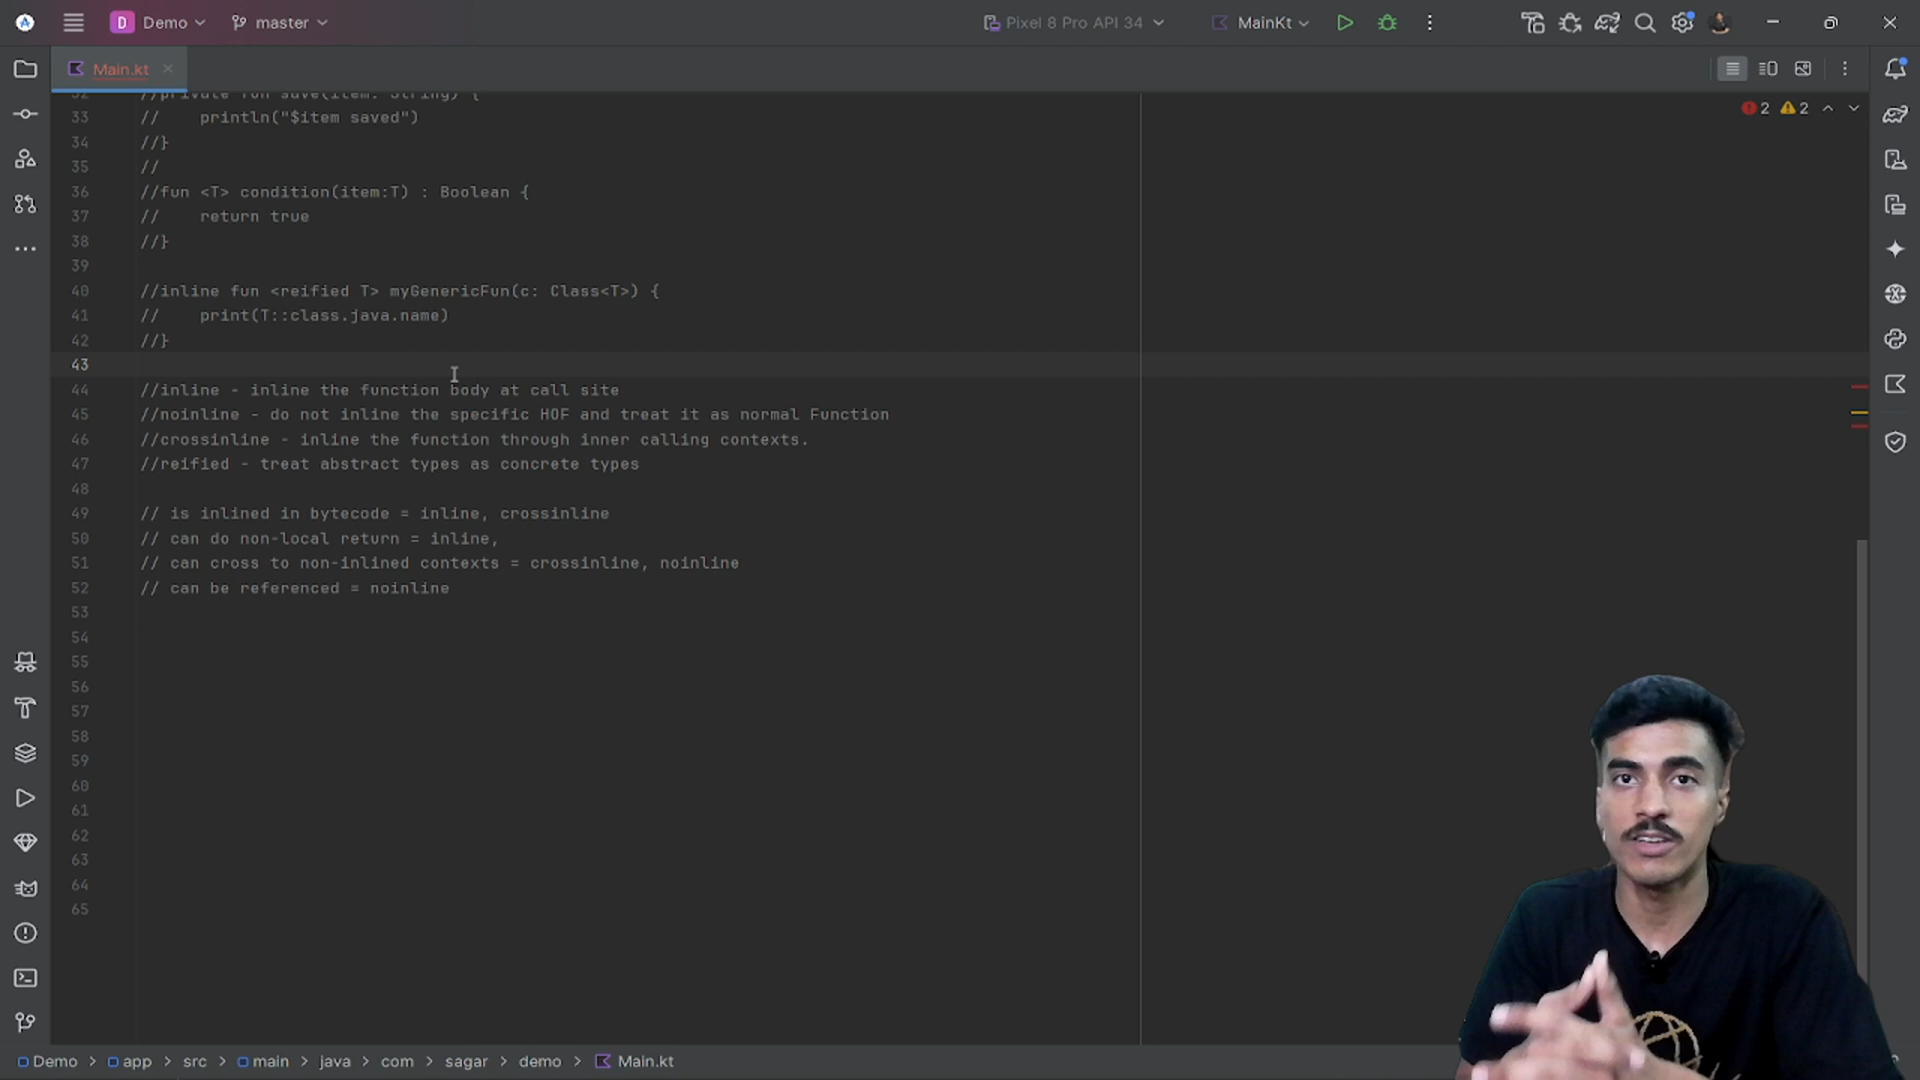 D Demo master Pixel 8 Pro API 34 MainKt
Main.kt
2 2
32 //private fun save(item: String) {
33 // println("$item saved")
34 //}
35 //
36 //fun <T> condition(item:T) : Boolean {
37 // return true
38 //}
39
40 //inline fun <reified T> myGenericFun(c: Class<T>) {
41 // print(T::class.java.name)
42 //}
43
44 //inline - inline the function body at call site
45 //noinline - do not inline the specific HOF and treat it as normal Function
46 //crossinline - inline the function through inner calling contexts.
47 //reified - treat abstract types as concrete types
48
49 // is inlined in bytecode = inline, crossinline
50 // can do non-local return = inline,
51 // can cross to non-inlined contexts = crossinline, noinline
52 // can be referenced = noinline
53
54
55
56
57
58
59
60
61
62
63
64
65
Demo > app > src > main > java > com > sagar > demo > Main.kt